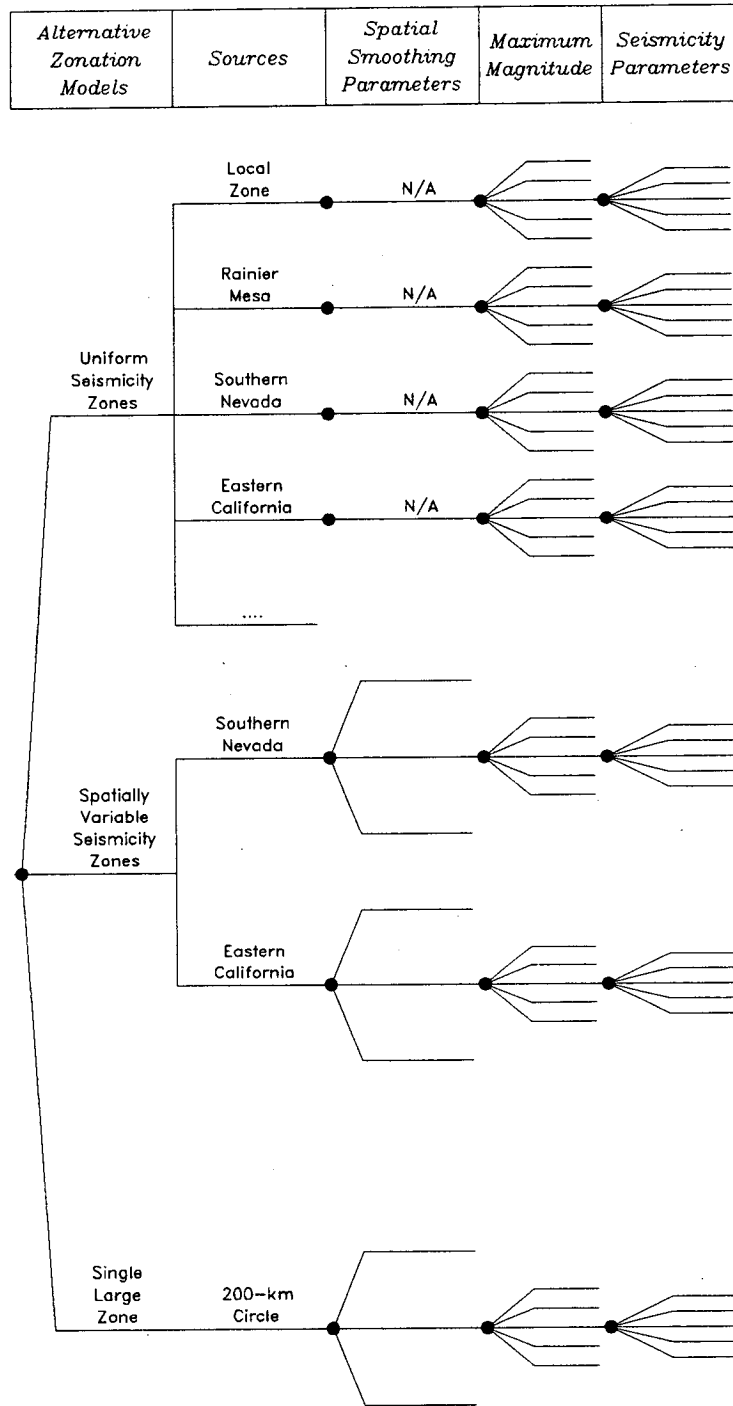 Alternative
Zonation
Models
Sources
Spatial
Smoothing
Parameters
Maximum
Magnitude
Seismicity
Parameters
Local
Zone
N/A
Rainier
Mesa
N/A
Uniform
Seismicity
Zones
Southern
Nevada
N/A
Eastern
California
N/A
....
Southern
Nevada
Spatially
Variable
Seismicity
Zones
Eastern
California
Single
Large
Zone
200-km
Circle